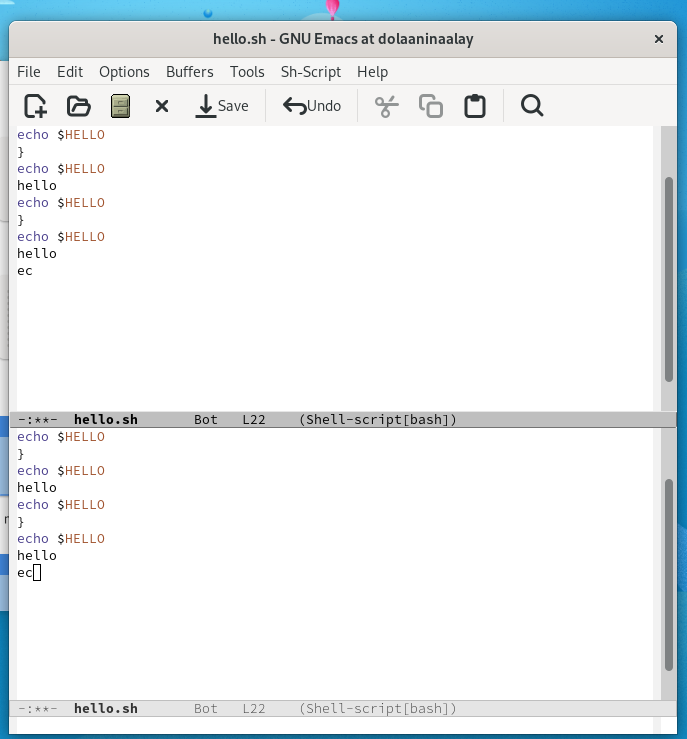 hello.sh - GNU Emacs at dolaaninaalay ×
File Edit Options Buffers Tools Sh-Script Help
Save Undo
echo $HELLO
}
echo $HELLO
hello
echo $HELLO
}
echo $HELLO
hello
ec
-:**- hello.sh Bot L22 (Shell-script[bash])
echo $HELLO
}
echo $HELLO
hello
echo $HELLO
}
echo $HELLO
hello
ec
-:**- hello.sh Bot L22 (Shell-script[bash])